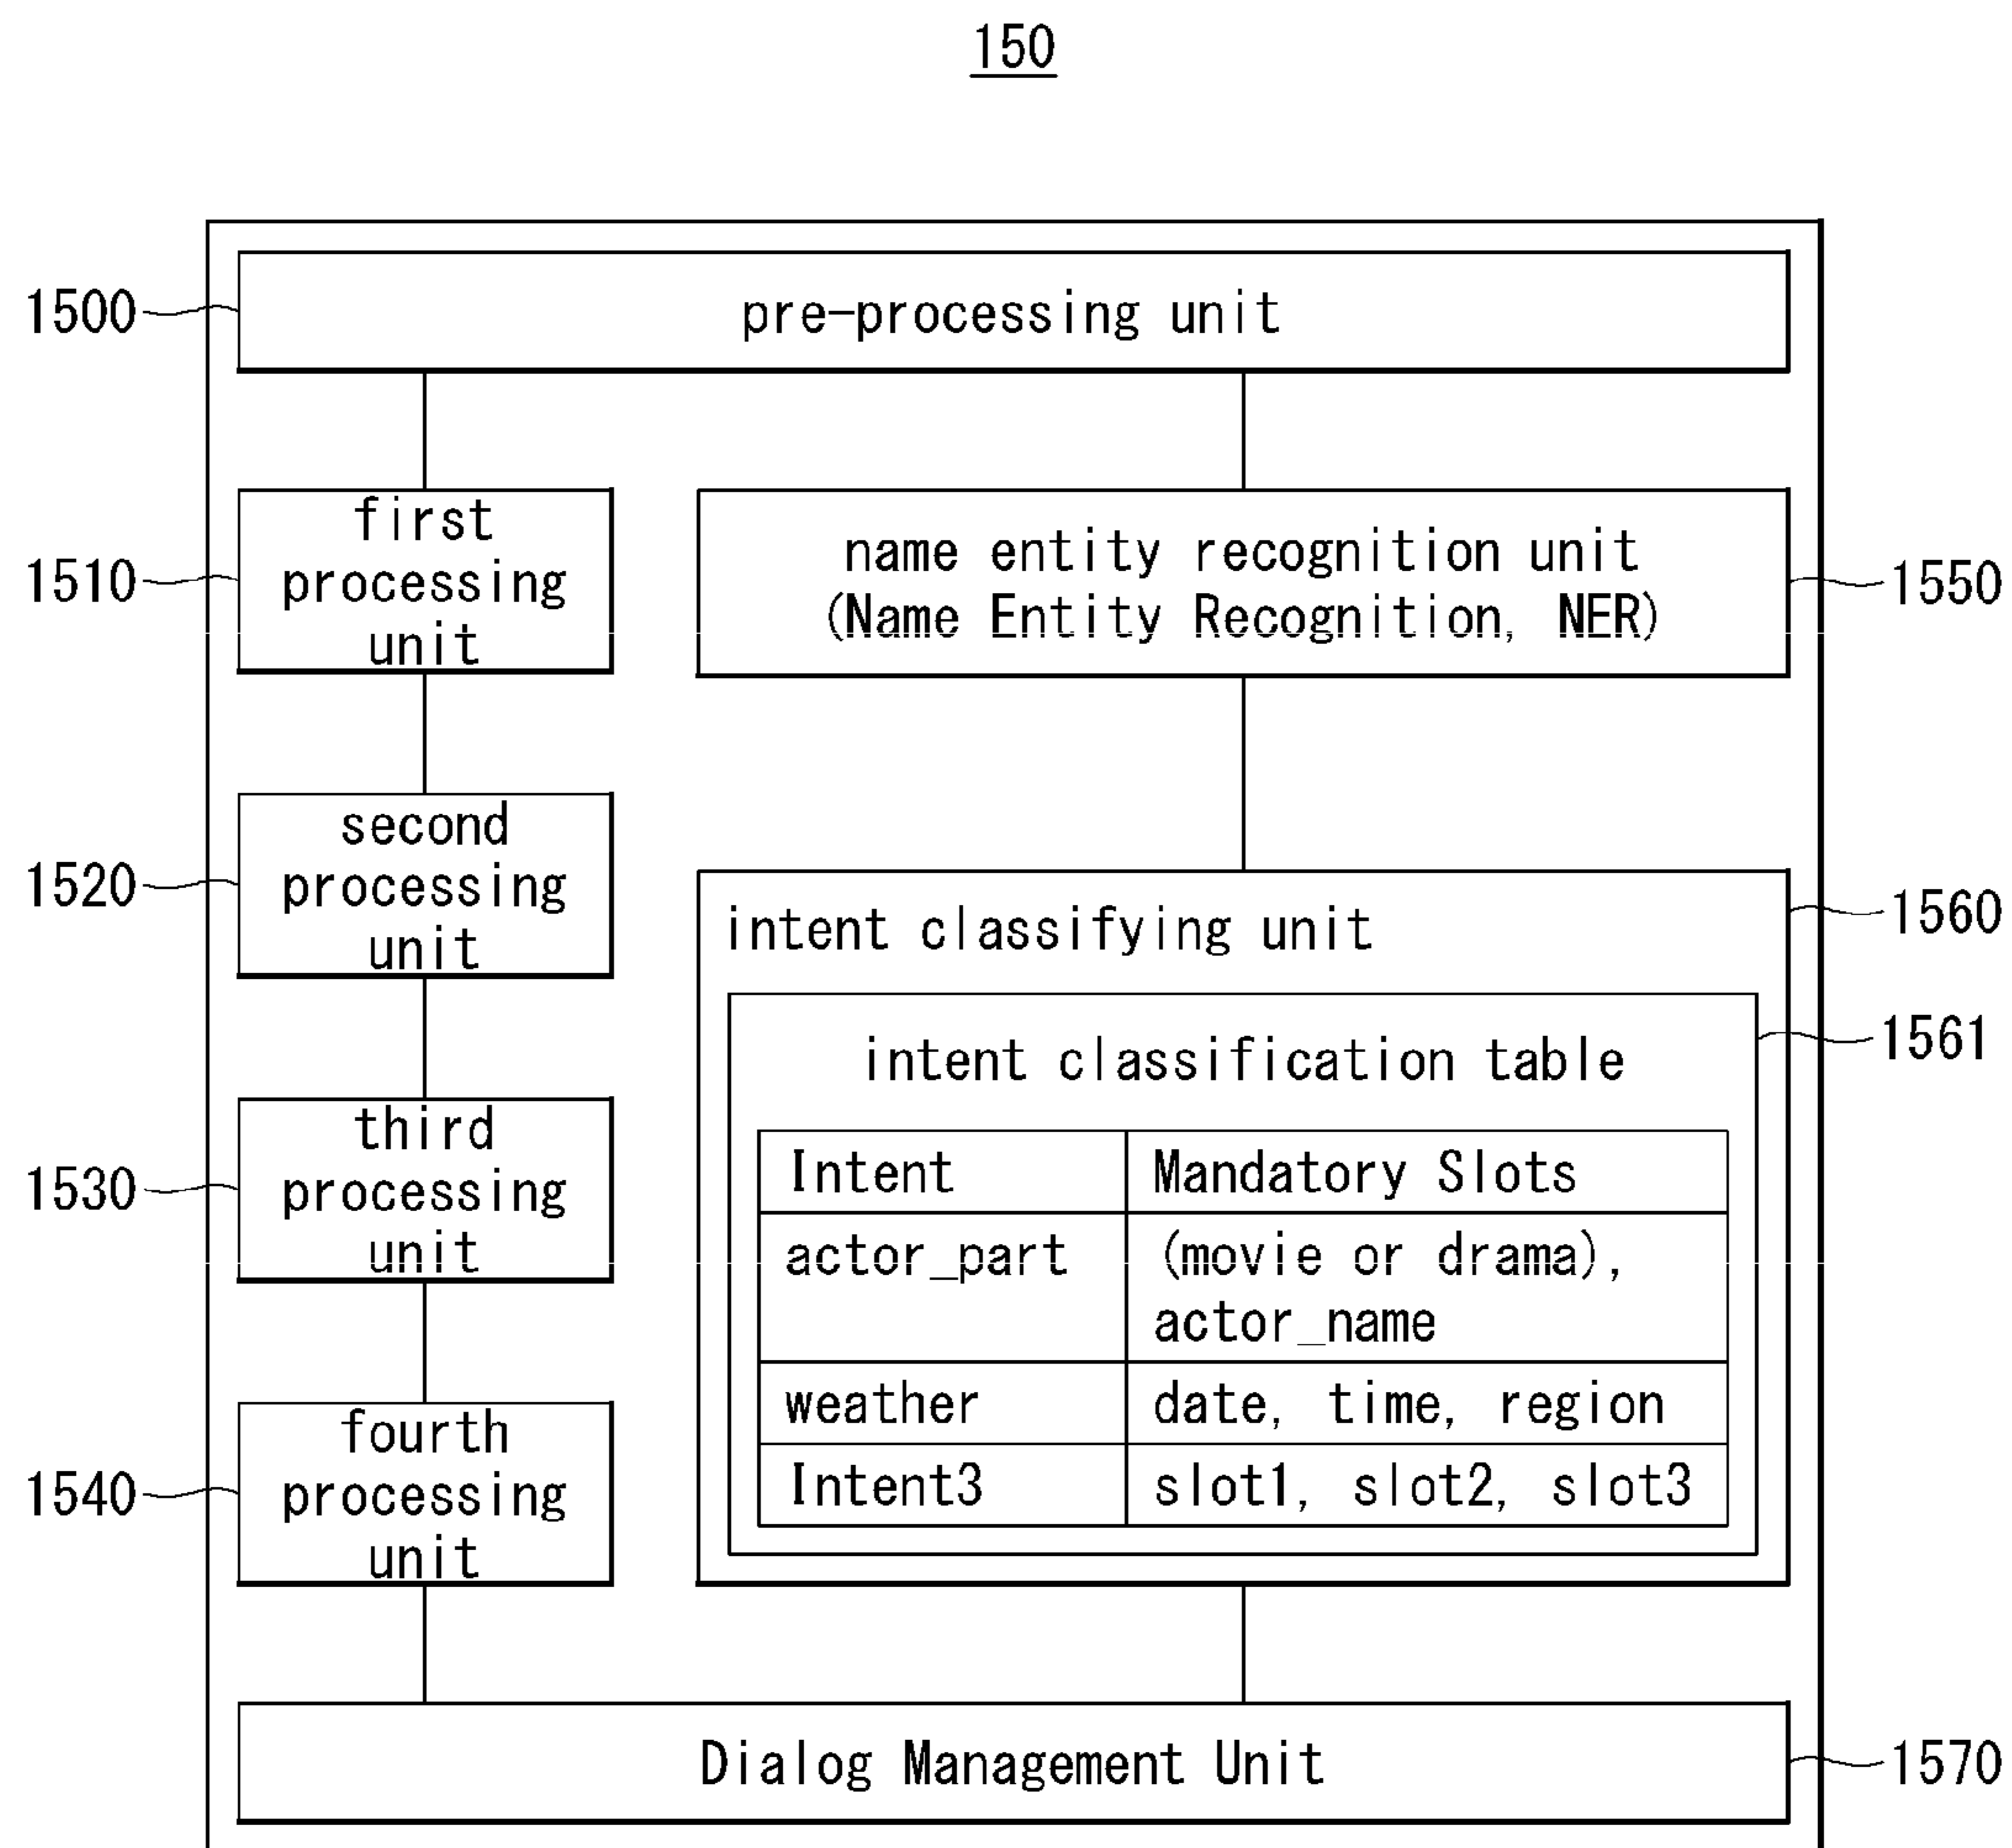 150
1500
pre-processing unit
1510
first
processing
unit
name entity recognition unit
(Name Entity Recognition, NER)
1550
1520
second
processing
unit
intent classifying unit
1560
intent classification table
1561
Intent Mandatory Slots
actor_part (movie or drama),
actor_name
weather date, time, region
Intent3 slot1, slot2, slot3
1530
third
processing
unit
1540
fourth
processing
unit
Dialog Management Unit
1570